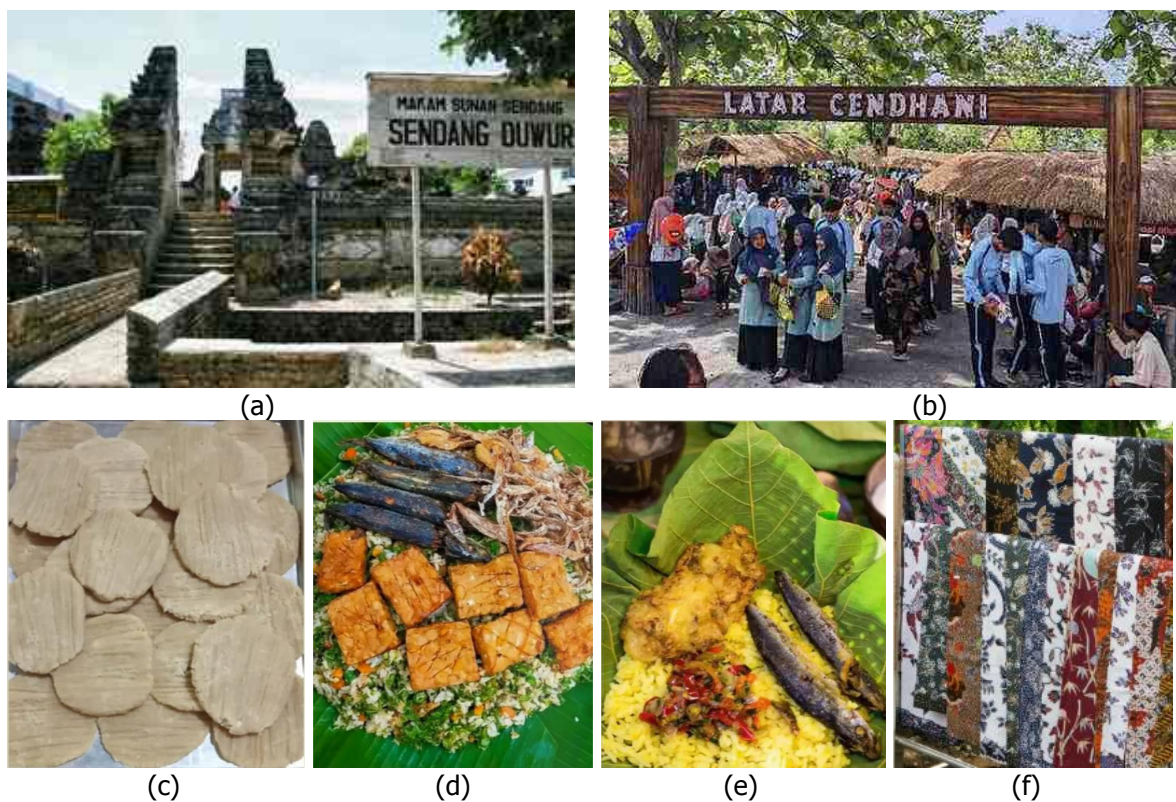 MAKAM SUNAN SENDANG
SENDANG DUWUR
LATAR CENDHANI
(a)
(b)
(c)
(d)
(e)
(f)